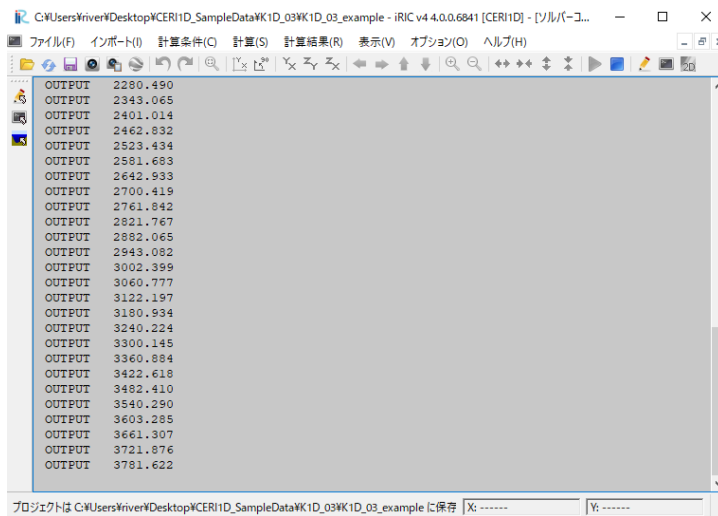 C:¥Users¥river¥Desktop¥CERI1D_SampleData¥K1D_03¥K1D_03_example - iRIC v4 4.0.0.6841 [CERI1D] - [ソルバーコ...
ファイル(F) インポート(I) 計算条件(C) 計算(S) 計算結果(R) 表示(V) オプション(O) ヘルプ(H)
OUTPUT 2280.490
OUTPUT 2343.065
OUTPUT 2401.014
OUTPUT 2462.832
OUTPUT 2523.434
OUTPUT 2581.683
OUTPUT 2642.933
OUTPUT 2700.419
OUTPUT 2761.842
OUTPUT 2821.767
OUTPUT 2882.065
OUTPUT 2943.082
OUTPUT 3002.399
OUTPUT 3060.777
OUTPUT 3122.197
OUTPUT 3180.934
OUTPUT 3240.224
OUTPUT 3300.145
OUTPUT 3360.884
OUTPUT 3422.618
OUTPUT 3482.410
OUTPUT 3540.290
OUTPUT 3603.285
OUTPUT 3661.307
OUTPUT 3721.876
OUTPUT 3781.622
プロジェクトは C:¥Users¥river¥Desktop¥CERI1D_SampleData¥K1D_03¥K1D_03_example に保存 X: ------ Y: ------